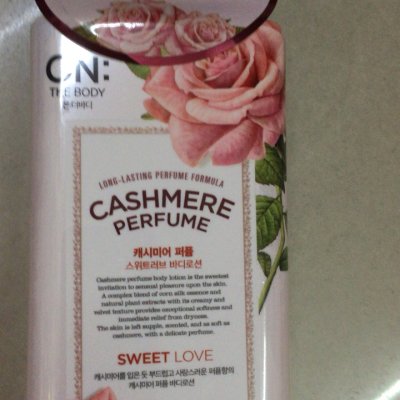 ON:
THE BODY
온:더바디
LONG-LASTING PERFUME FORMULA
CASHMERE
PERFUME
캐시미어 퍼퓸
스위트러브 바디로션
Cashmere perfume body lotion is the sweetest
invitation to sensual pleasure upon the skin.
A complex blend of corn silk essence and
natural plant extracts with its creamy and
velvet texture provides exceptional softness and
immediate relief from dryness.
The skin is left supple, scented, and as soft as
cashmere, with a delicate perfume.
SWEET LOVE
캐시미어를 입은 듯 부드럽고 사랑스러운 퍼퓸향의
캐시미어 퍼퓸 바디로션